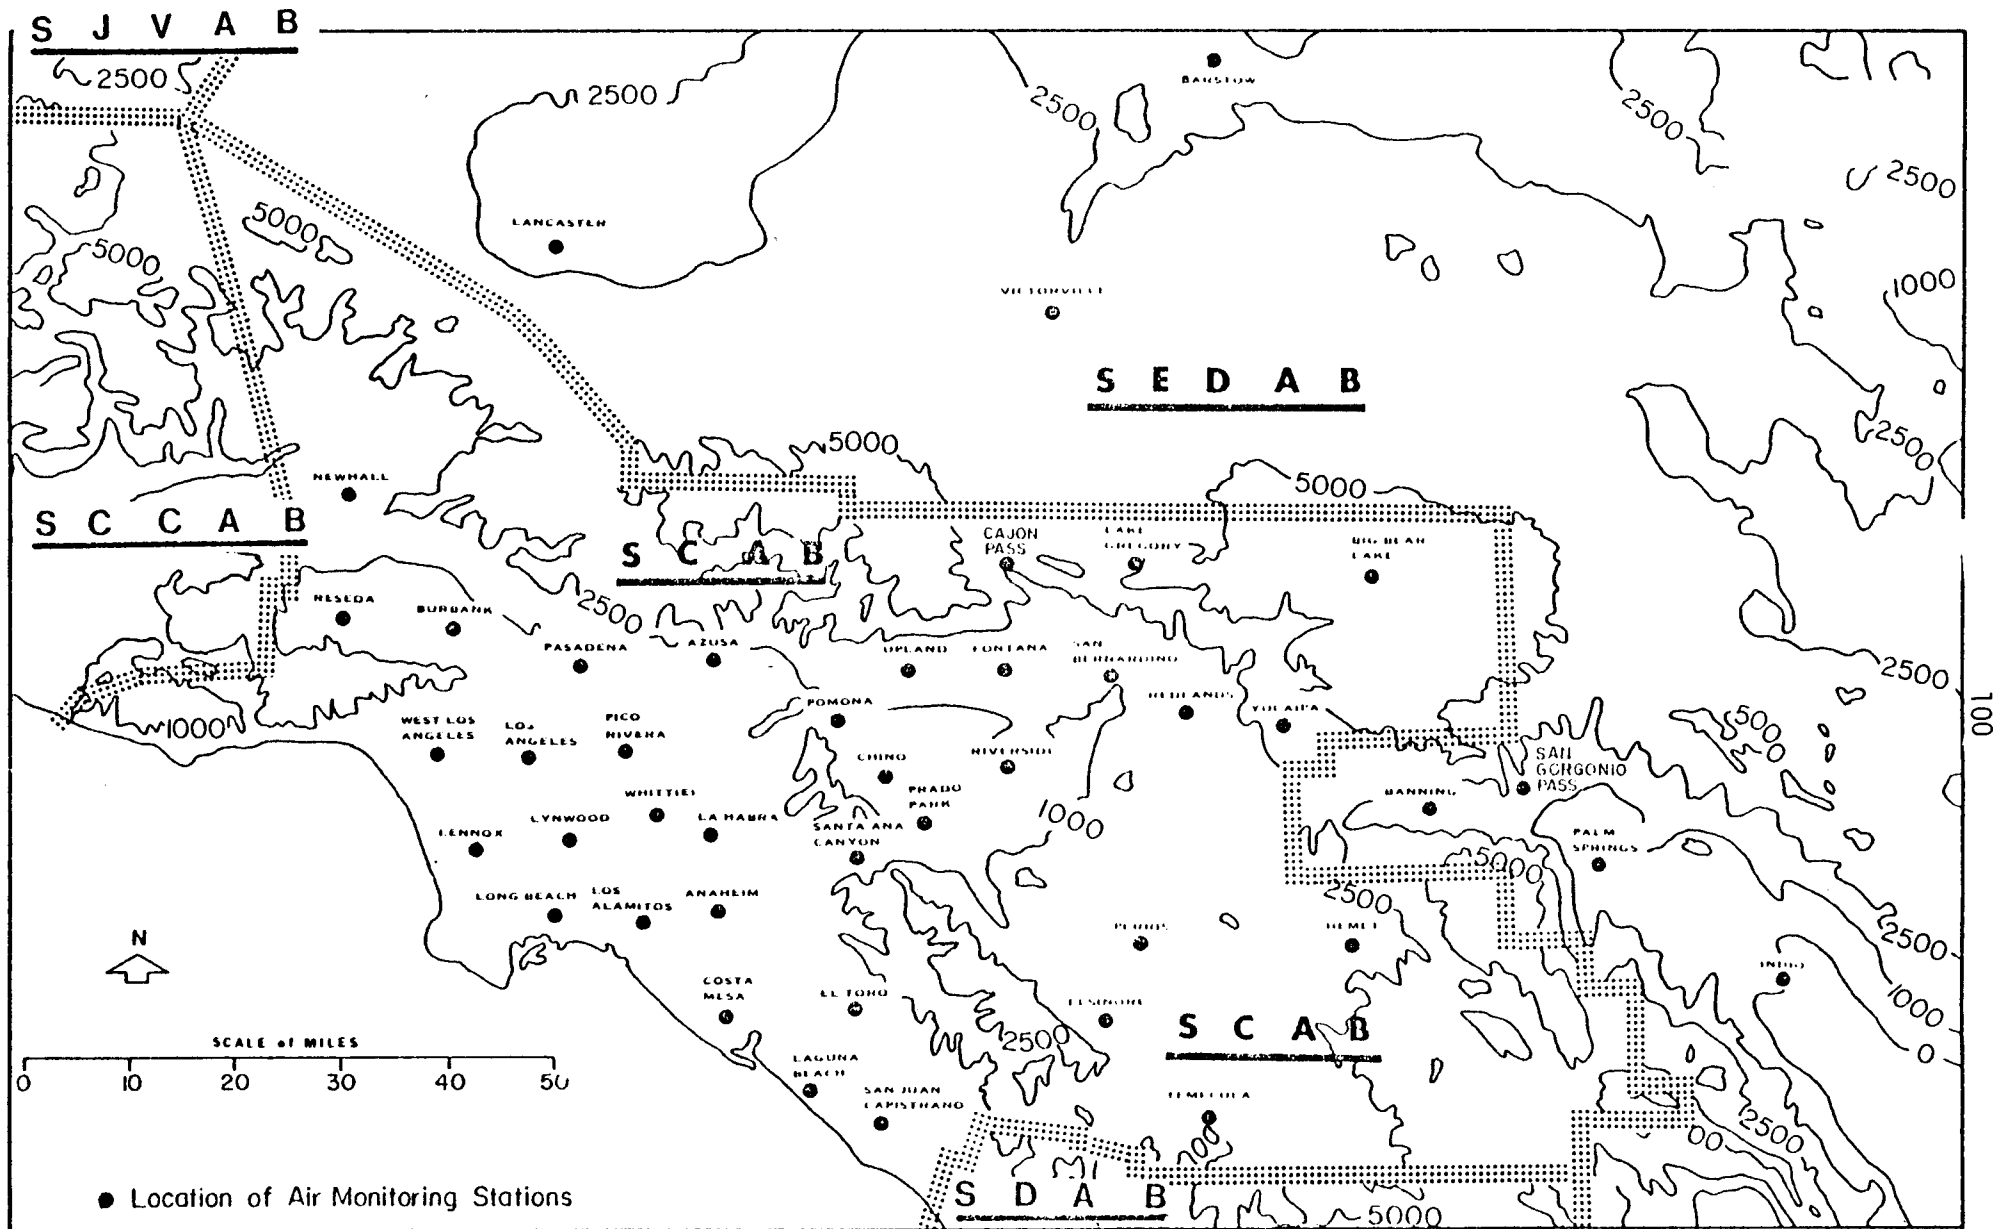 S J V A B
2500
2500
2500
BARSTOW
2500
2500
LANCASTER
5000
5000
VICTORVILLE
1000
S E D A B
2500
5000
5000
NEWHALL
S C C A B
S C A B
CAJON
PASS
LAKE
GREGORY
BIG BEAR
LAKE
2500
RESEDA
BURBANK
PASADENA
AZUSA
UPLAND
FONTANA
SAN
BERNARDINO
REDLANDS
YUCAIPA
2500
100
1000
WEST LOS
ANGELES
LOS
ANGELES
PICO
RIVERA
POMONA
CHINO
RIVERSIDE
5000
SAN
GORGONIO
PASS
BANNING
WHITTIER
PRADO
PARK
1000
LENNOX
LYNWOOD
LA HABRA
SANTA ANA
CANYON
PALM
SPRINGS
5000
2500
LONG BEACH
LOS
ALAMITOS
ANAHEIM
PERRIS
HEMET
2500
N
INDIO
COSTA
MESA
EL TORO
ELSINORE
1000
S C A B
2500
0
SCALE of MILES
0 10 20 30 40 50
LAGUNA
BEACH
SAN JUAN
CAPISTRANO
TEMECULA
2500
00
100
● Location of Air Monitoring Stations
S D A B
5000